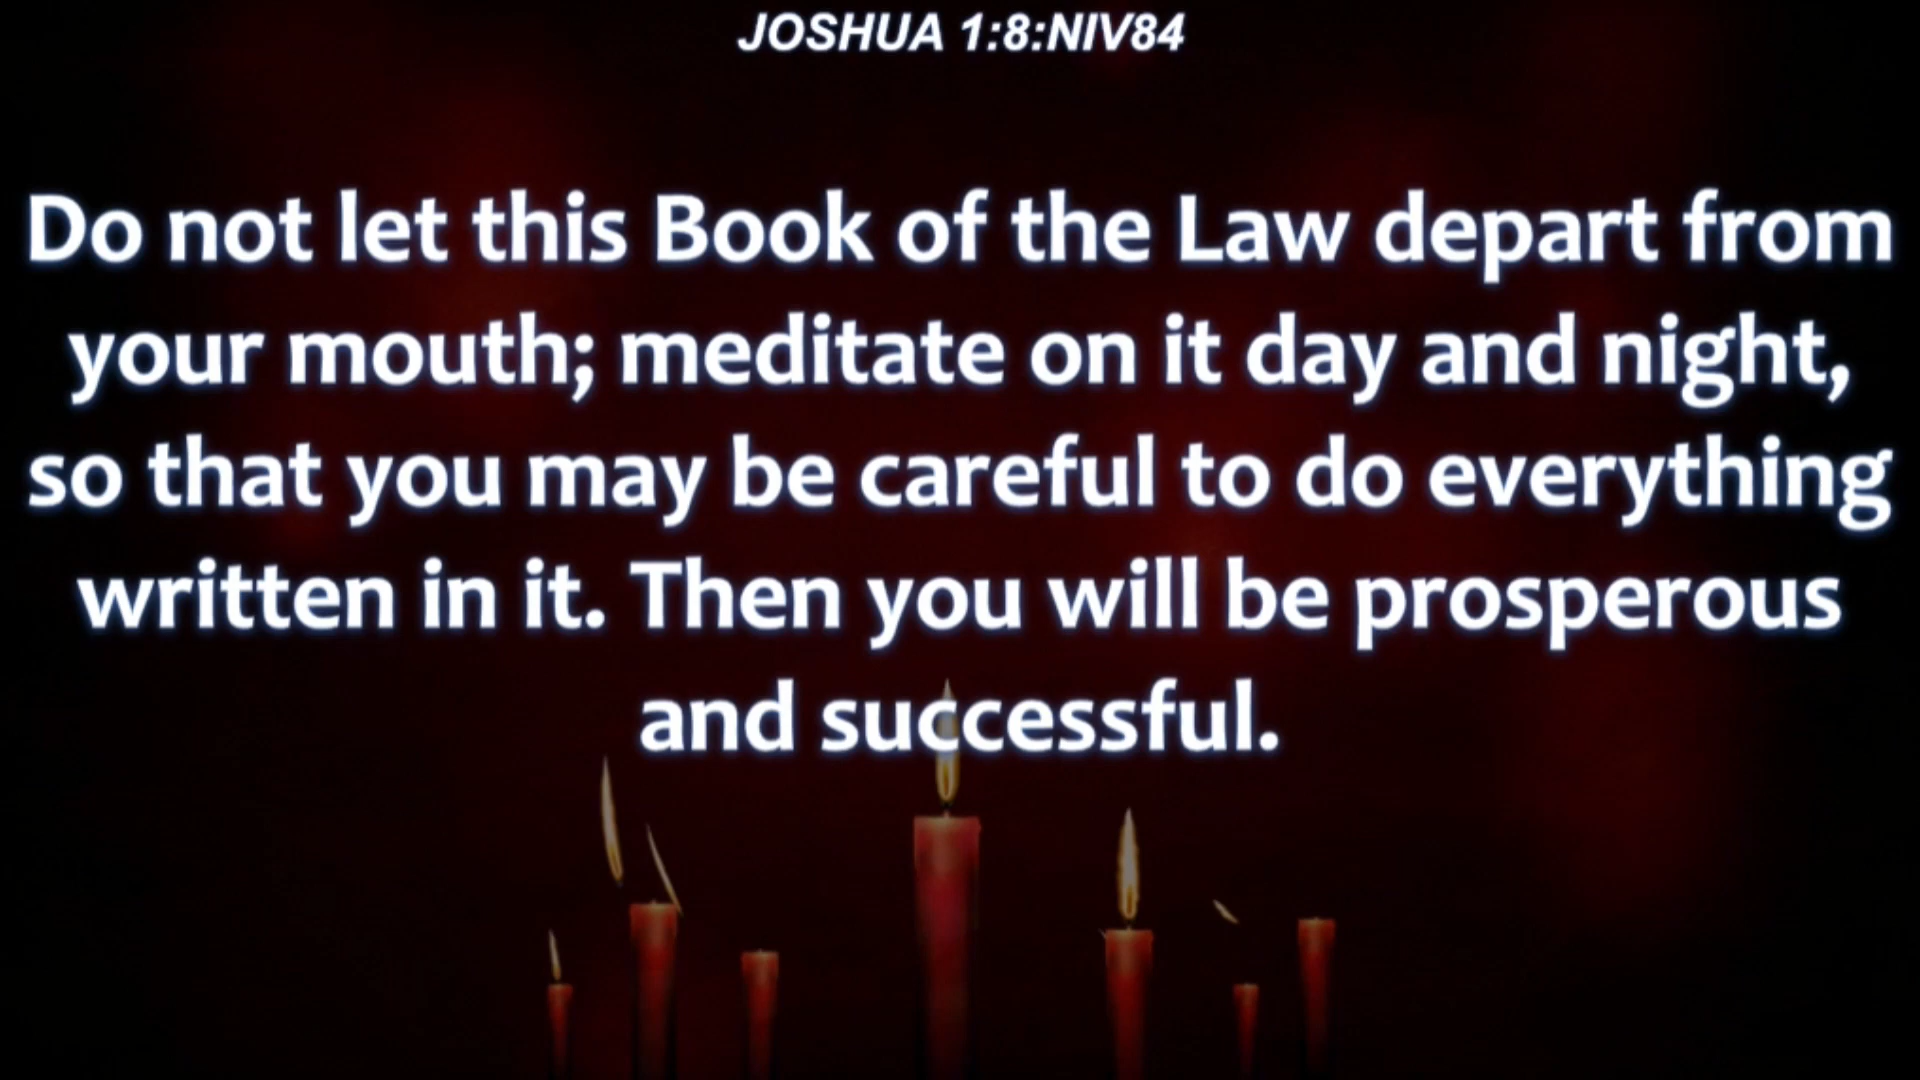 JOSHUA 1:8:NIV84
Do not let this Book of the Law depart from
your mouth; meditate on it day and night,
so that you may be careful to do everything
written in it. Then you will be prosperous
and successful.